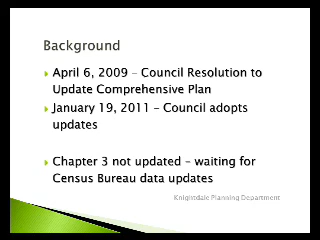 Background
April 6, 2009 – Council Resolution to
Update Comprehensive Plan
January 19, 2011 – Council adopts
updates
Chapter 3 not updated – waiting for
Census Bureau data updates
Knightdale Planning Department